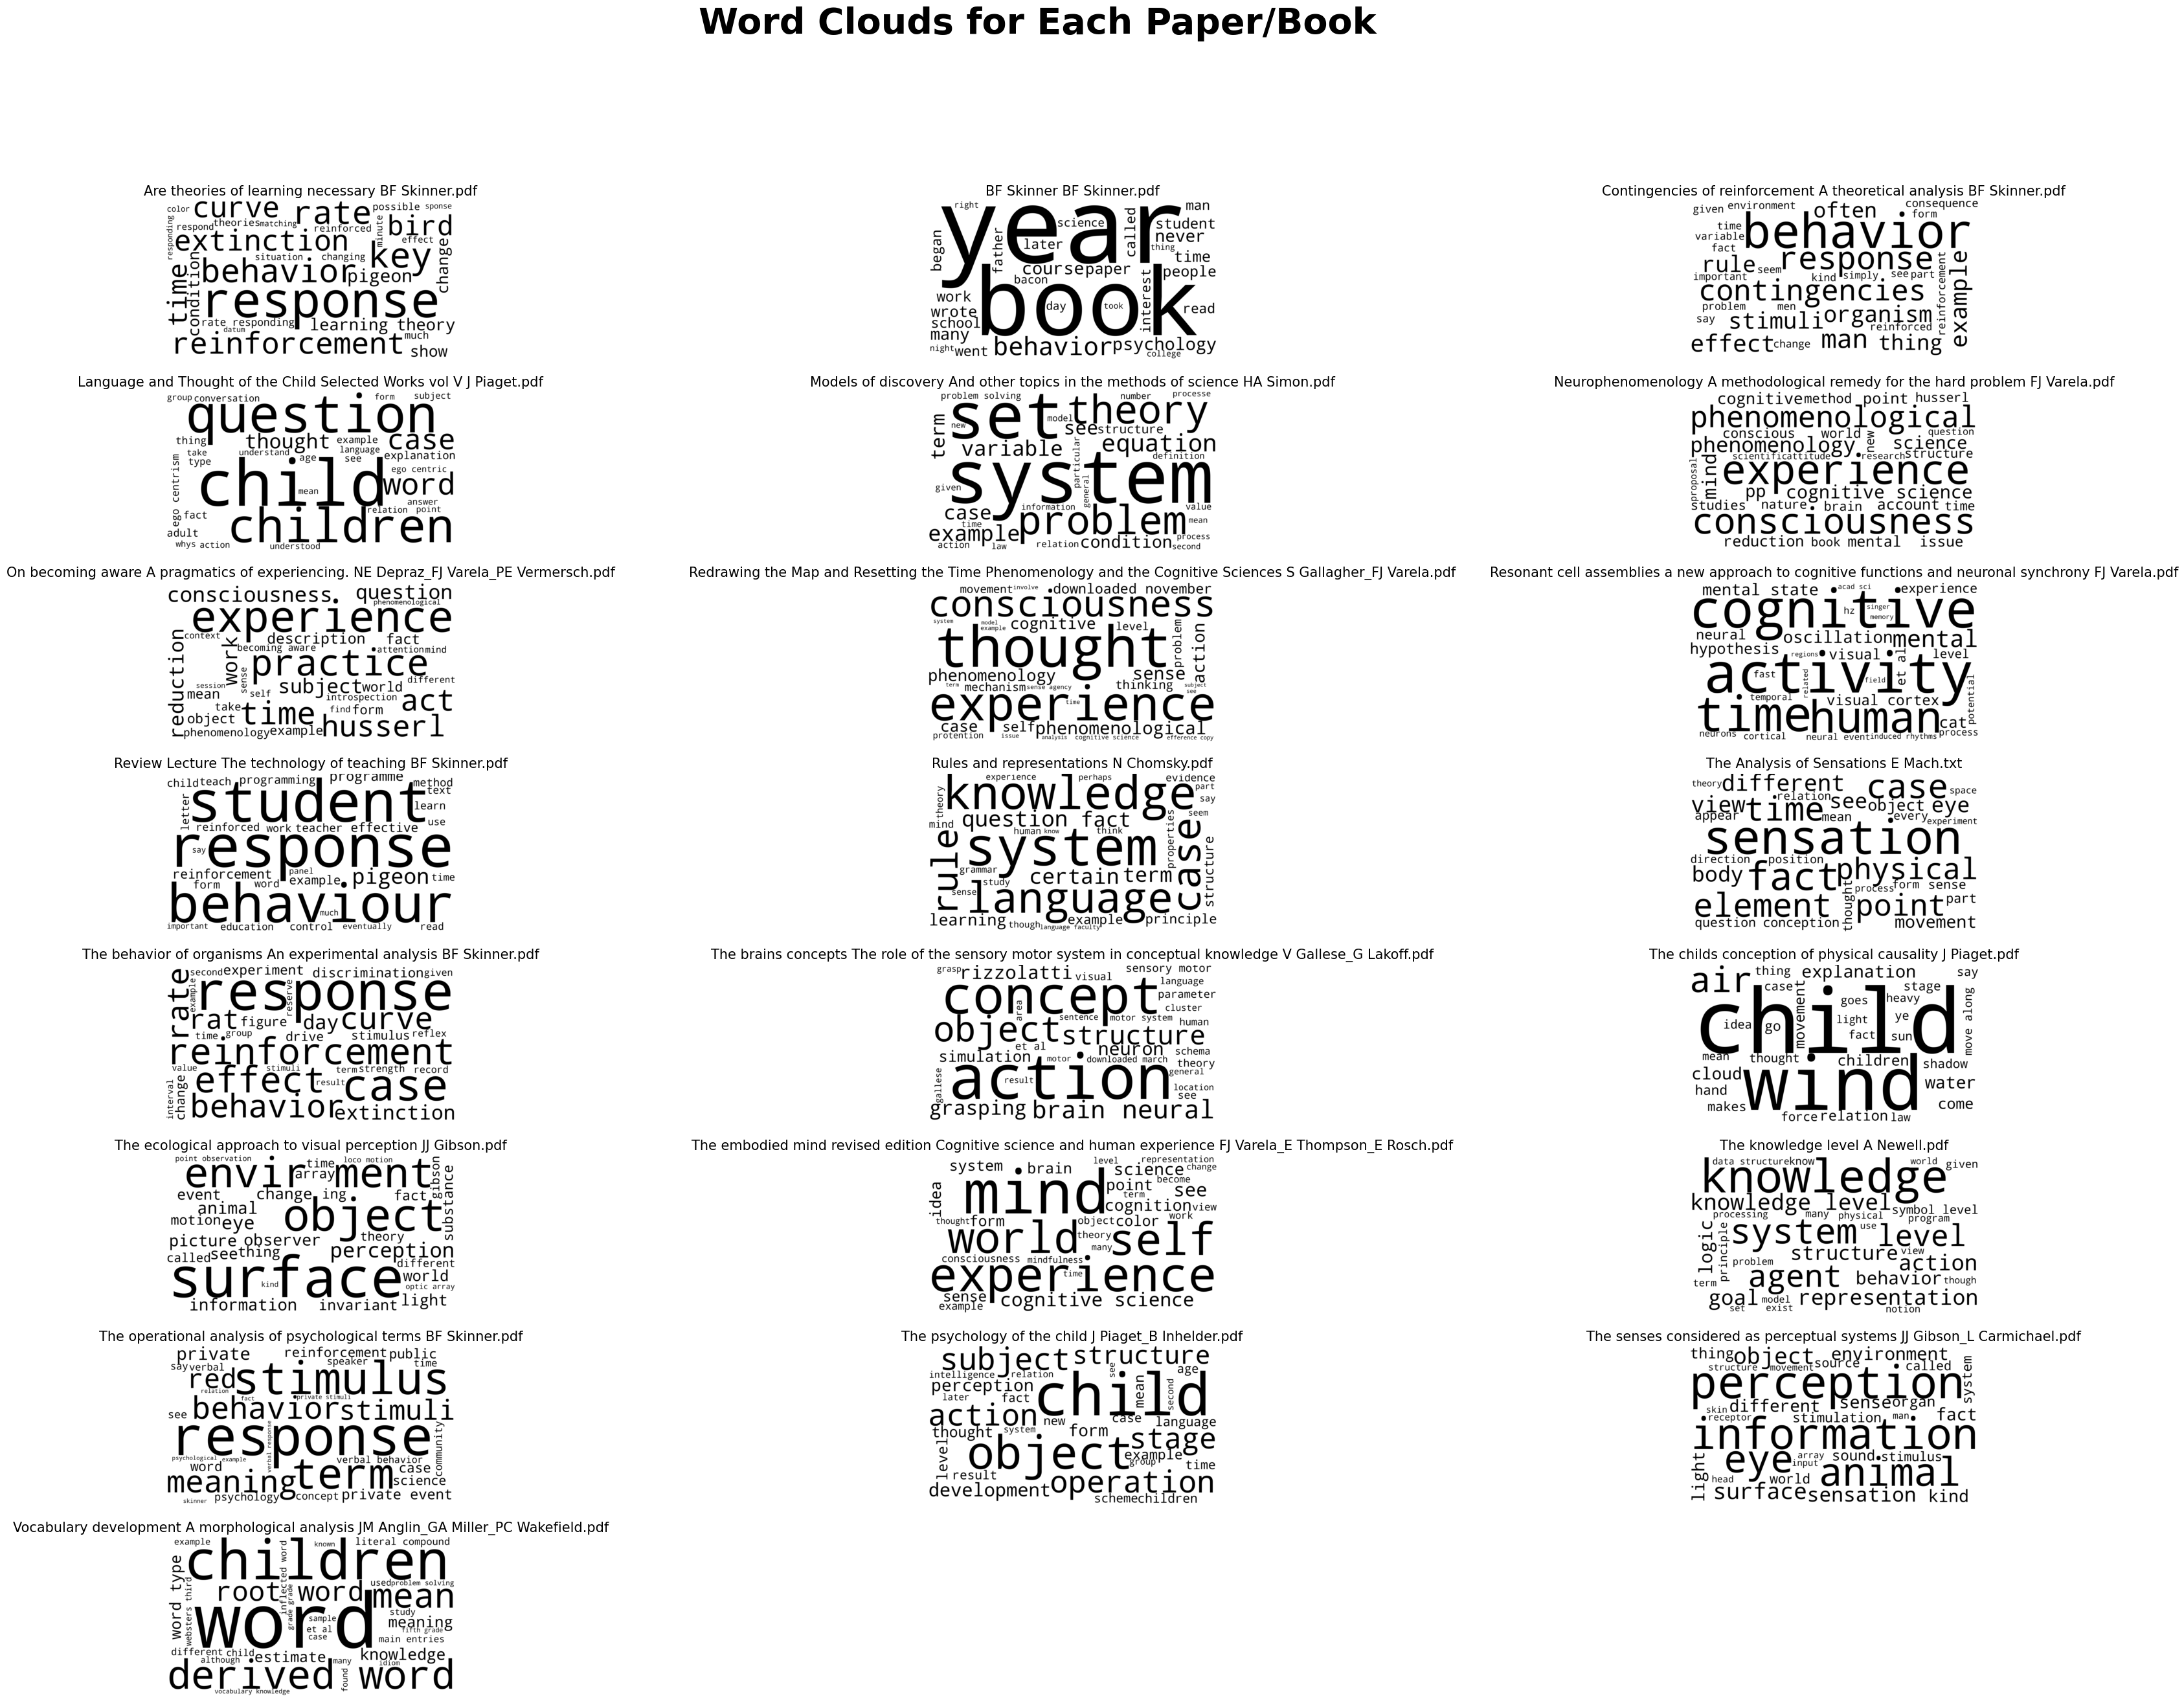 Word Clouds for Each Paper/Book
Are theories of learning necessary BF Skinner.pdf
color curve rate possible sponse
respond theories matching reinforced minute bird
responding extinction effect
situation changing key change
behavior pigeon
time condition response
rate responding learning theory
datum much
reinforcement show
BF Skinner BF Skinner.pdf
right year man
science called student
began father later never
thing time
course paper people
bacon interest
work book read
wrote day took
school
many
night went behavior psychology
college
Contingencies of reinforcement A theoretical analysis BF Skinner.pdf
given environment often consequence
form
time behavior
variable
fact
rule seem response
important kind simply see part
contingencies reinforcement example
problem men
say stimuli organism
reinforced
effect change man thing
Language and Thought of the Child Selected Works vol V J Piaget.pdf
group conversation form subject
question
thing thought example case
take understand language explanation
type age see
ego centrism child ego centric
mean word
answer
fact relation point
adult children
whys action understood
Models of discovery And other topics in the methods of science HA Simon.pdf
problem solving number processe
set theory
term new model see structure
variable equation
particular definition
given system general
case information value
time problem mean
example process
action law relation condition second
Neurophenomenology A methodological remedy for the hard problem FJ Varela.pdf
cognitive method point husserl
phenomenological
conscious world new question
phenomenology science
scientific attitude research structure
proposal mind experience
pp cognitive science
studies nature brain account time
consciousness
reduction book mental issue
On becoming aware A pragmatics of experiencing. NE Depraz_FJ Varela_PE Vermersch.pdf
consciousness question
phenomenological
experience
context description fact
reduction work becoming aware attention mind
practice
session sense subject world different
mean self introspection act
take find form
object time
phenomenology example husserl
Redrawing the Map and Resetting the Time Phenomenology and the Cognitive Sciences S Gallagher_FJ Varela.pdf
movement involve downloaded november
consciousness
system model cognitive level
example problem action
thought
phenomenology sense
term mechanism sense agency thinking subject
see
experience
time
case self phenomenological
protention issue analysis cognitive science efference copy
Resonant cell assemblies a new approach to cognitive functions and neuronal synchrony FJ Varela.pdf
mental state acad sci experience
cognitive
hz singer
memory
neural oscillation mental
hypothesis regions visual et al level
activity
fast related field
temporal visual cortex potential
time human cat
neurons cortical neural event induced rhythms process
Review Lecture The technology of teaching BF Skinner.pdf
child teach programming programme method
text
letter student learn
reinforced work teacher effective use
say response
reinforcement panel
form word example pigeon time
behaviour
much
important education control eventually read
Rules and representations N Chomsky.pdf
experience perhaps evidence
part
theory knowledge say
mind question fact seem
human know think properties
rule system case structure
grammar
study certain term
sense language
learning though example principle
language faculty
The Analysis of Sensations E Mach.txt
theory different case space
relation
view time see object eye
appear mean every experiment
sensation
direction position
body fact physical
process form sense
element thought point part
question conception movement
The behavior of organisms An experimental analysis BF Skinner.pdf
second experiment discrimination given
rate example response
reserve
rat figure day curve
time group drive stimulus reflex
reinforcement
value stimuli term strength record
effect result case
interval change behavior extinction
The brains concepts The role of the sensory motor system in conceptual knowledge V Gallese_G Lakoff.pdf
grasp rizzolatti visual sensory motor
language
concept parameter
area cluster
object sentence motor system human
structure
et al neuron schema
simulation motor downloaded march theory
general
gallese action location
result see
grasping brain neural
The childs conception of physical causality J Piaget.pdf
air thing explanation say
case stage
movement goes heavy
child ye move along
idea go light
fact sun
mean thought children shadow
cloud wind water
hand
makes come
force relation law
The ecological approach to visual perception JJ Gibson.pdf
point observation time loco motion
envir ment
array gibson
event change ing fact substance
animal
motion eye object
picture observer theory
called see thing perception
different
surface world
kind optic array
information invariant light
The embodied mind revised edition Cognitive science and human experience FJ Varela_E Thompson_E Rosch.pdf
system brain level representation
science change
idea mind point become
term see
cognition view
thought form object color work
world theory self
many
consciousness mindfulness
experience
time
sense
example cognitive science
The knowledge level A Newell.pdf
data structure know world given
knowledge
knowledge level symbol level
processing many physical program
logic principle system use level
structure view
problem action
term agent behavior though
goal model representation
set exist notion
The operational analysis of psychological terms BF Skinner.pdf
private reinforcement public
say verbal speaker time
red stimulus
relation fact private stimuli
see behavior stimuli
response community
verbal response
psychological example verbal behavior
word case
meaning term science
skinner psychology concept private event
The psychology of the child J Piaget_B Inhelder.pdf
subject structure
intelligence relation see age
perception child
later fact mean second
action new case language
thought system form
level object stage
example
group time
result
development operation
scheme children
The senses considered as perceptual systems JJ Gibson_L Carmichael.pdf
thing object environment
structure movement source called system
perception
skin different sense organ
receptor stimulation man fact
information
light eye array sound stimulus
input
head world animal
surface sensation kind
Vocabulary development A morphological analysis JM Anglin_GA Miller_PC Wakefield.pdf
example known literal compound
children
word type inflected word
root word used problem solving
websters third grade grade mean
word sample study
et al meaning
case fifth grade
main entries
different child estimate knowledge
although many idiom
derived found word
vocabulary knowledge